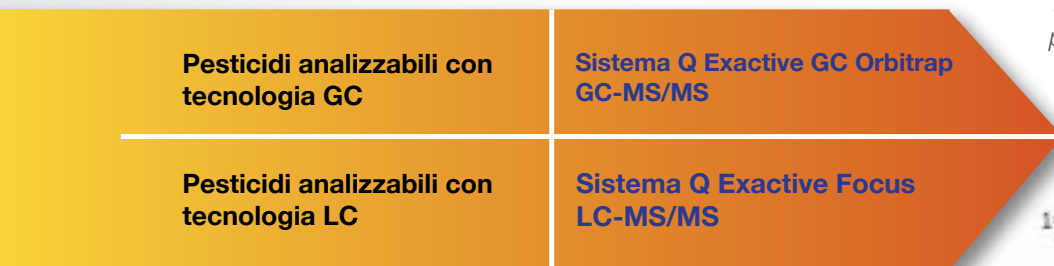 Pesticidi analizzabili con
tecnologia GC
Sistema Q Exactive GC Orbitrap
GC-MS/MS
Pesticidi analizzabili con
tecnologia LC
Sistema Q Exactive Focus
LC-MS/MS